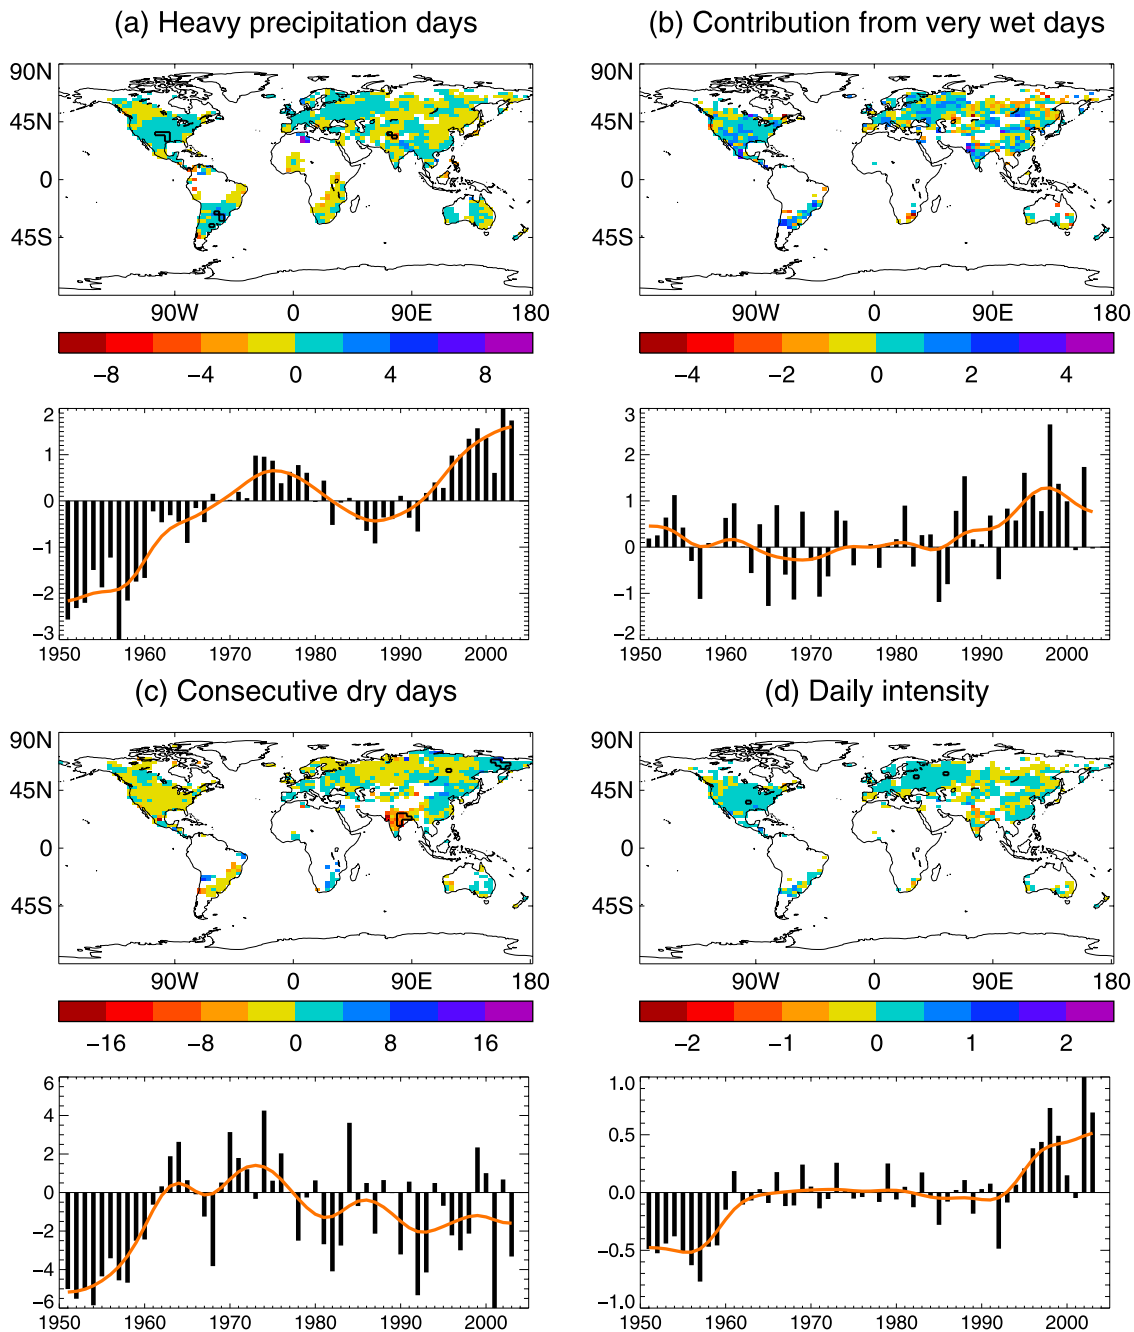 (a) Heavy precipitation days
(b) Contribution from very wet days
90N
45N
0
45S
90W 0 90E 180
−8 −4 0 4 8
90N
45N
0
45S
90W 0 90E 180
−4 −2 0 2 4
2
1
0
−1
−2
−3
1950 1960 1970 1980 1990 2000
3
2
1
0
−1
−2
1950 1960 1970 1980 1990 2000
(c) Consecutive dry days
(d) Daily intensity
90N
45N
0
45S
90W 0 90E 180
−16 −8 0 8 16
90N
45N
0
45S
90W 0 90E 180
−2 −1 0 1 2
6
4
2
0
−2
−4
−6
1950 1960 1970 1980 1990 2000
1.0
0.5
0.0
−0.5
−1.0
1950 1960 1970 1980 1990 2000